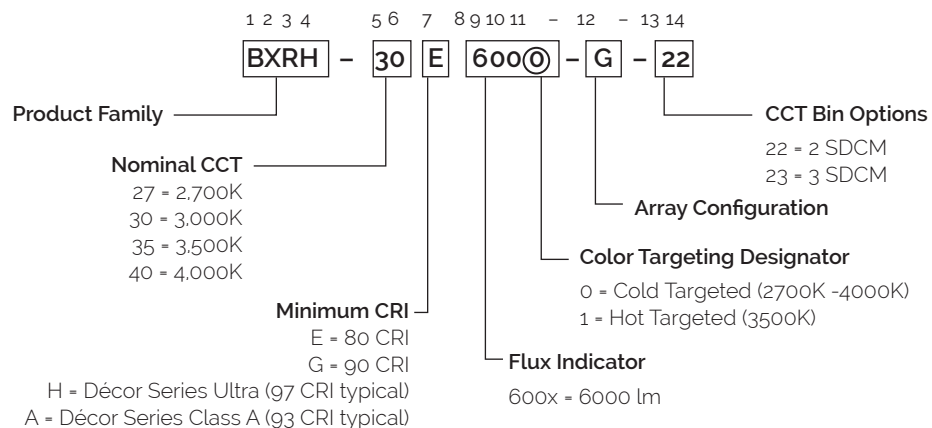 1 2 3 4 5 6 7 8 9 10 11 - 12 - 13 14
BXRH – 30 E 6000 – G – 22
Product Family
CCT Bin Options
22 = 2 SDCM
23 = 3 SDCM
Nominal CCT
27 = 2,700K
30 = 3,000K
35 = 3,500K
40 = 4,000K
Array Configuration
Color Targeting Designator
0 = Cold Targeted (2700K -4000K)
1 = Hot Targeted (3500K)
Minimum CRI
E = 80 CRI
G = 90 CRI
H = Décor Series Ultra (97 CRI typical)
A = Décor Series Class A (93 CRI typical)
Flux Indicator
600x = 6000 lm